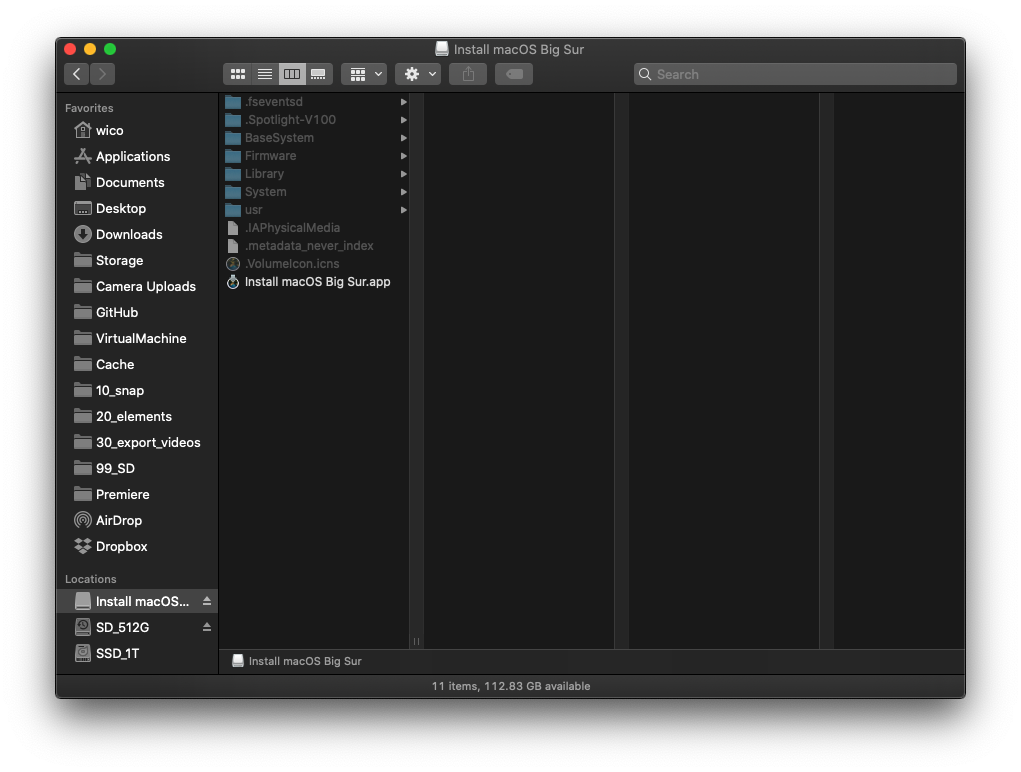 Install macOS Big Sur
Search
Favorites
wico
Applications
Documents
Desktop
Downloads
Storage
Camera Uploads
GitHub
VirtualMachine
Cache
10_snap
20_elements
30_export_videos
99_SD
Premiere
AirDrop
Dropbox
Locations
Install macOS...
SD_512G
SSD_1T
.fseventsd
.Spotlight-V100
BaseSystem
Firmware
Library
System
usr
.IAPhysicalMedia
.metadata_never_index
.VolumeIcon.icns
Install macOS Big Sur.app
Install macOS Big Sur
11 items, 112.83 GB available